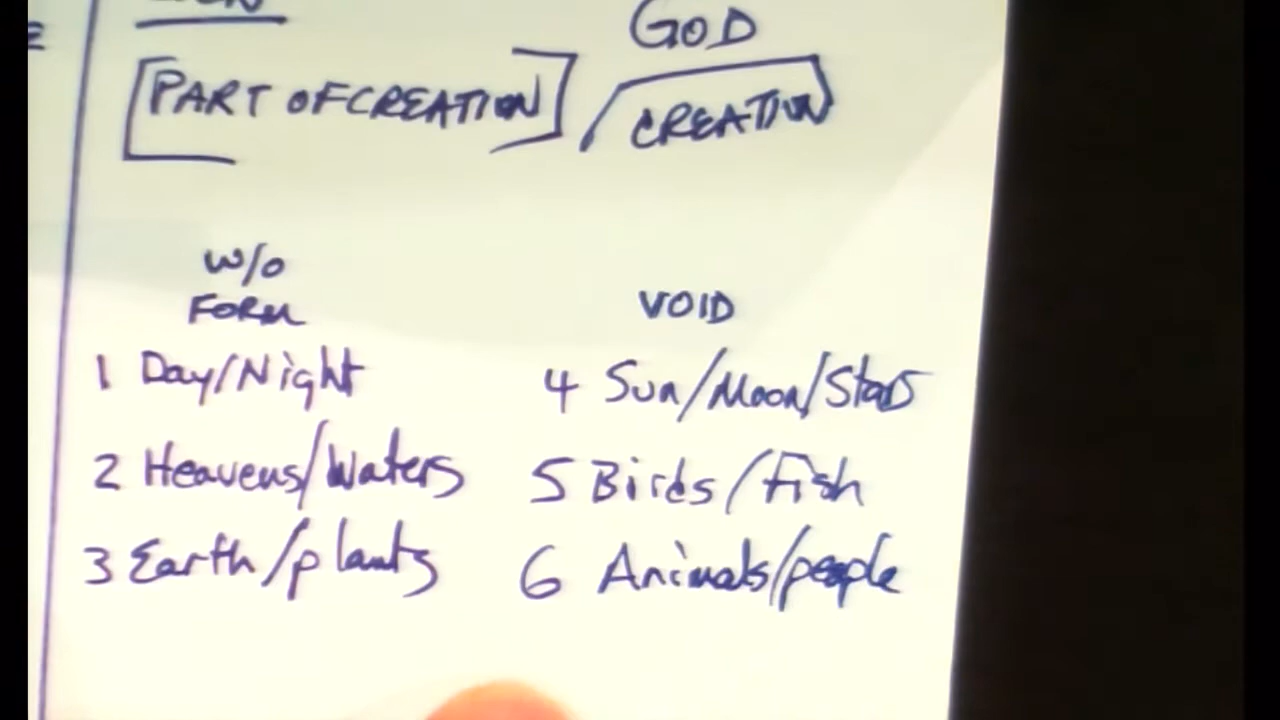 GOD
[PART OF CREATION] / CREATION
W/O
FORM
VOID
1 Day/Night
4 Sun/Moon/Stars
2 Heavens/Waters
5 Birds/Fish
3 Earth/plants
6 Animals/people